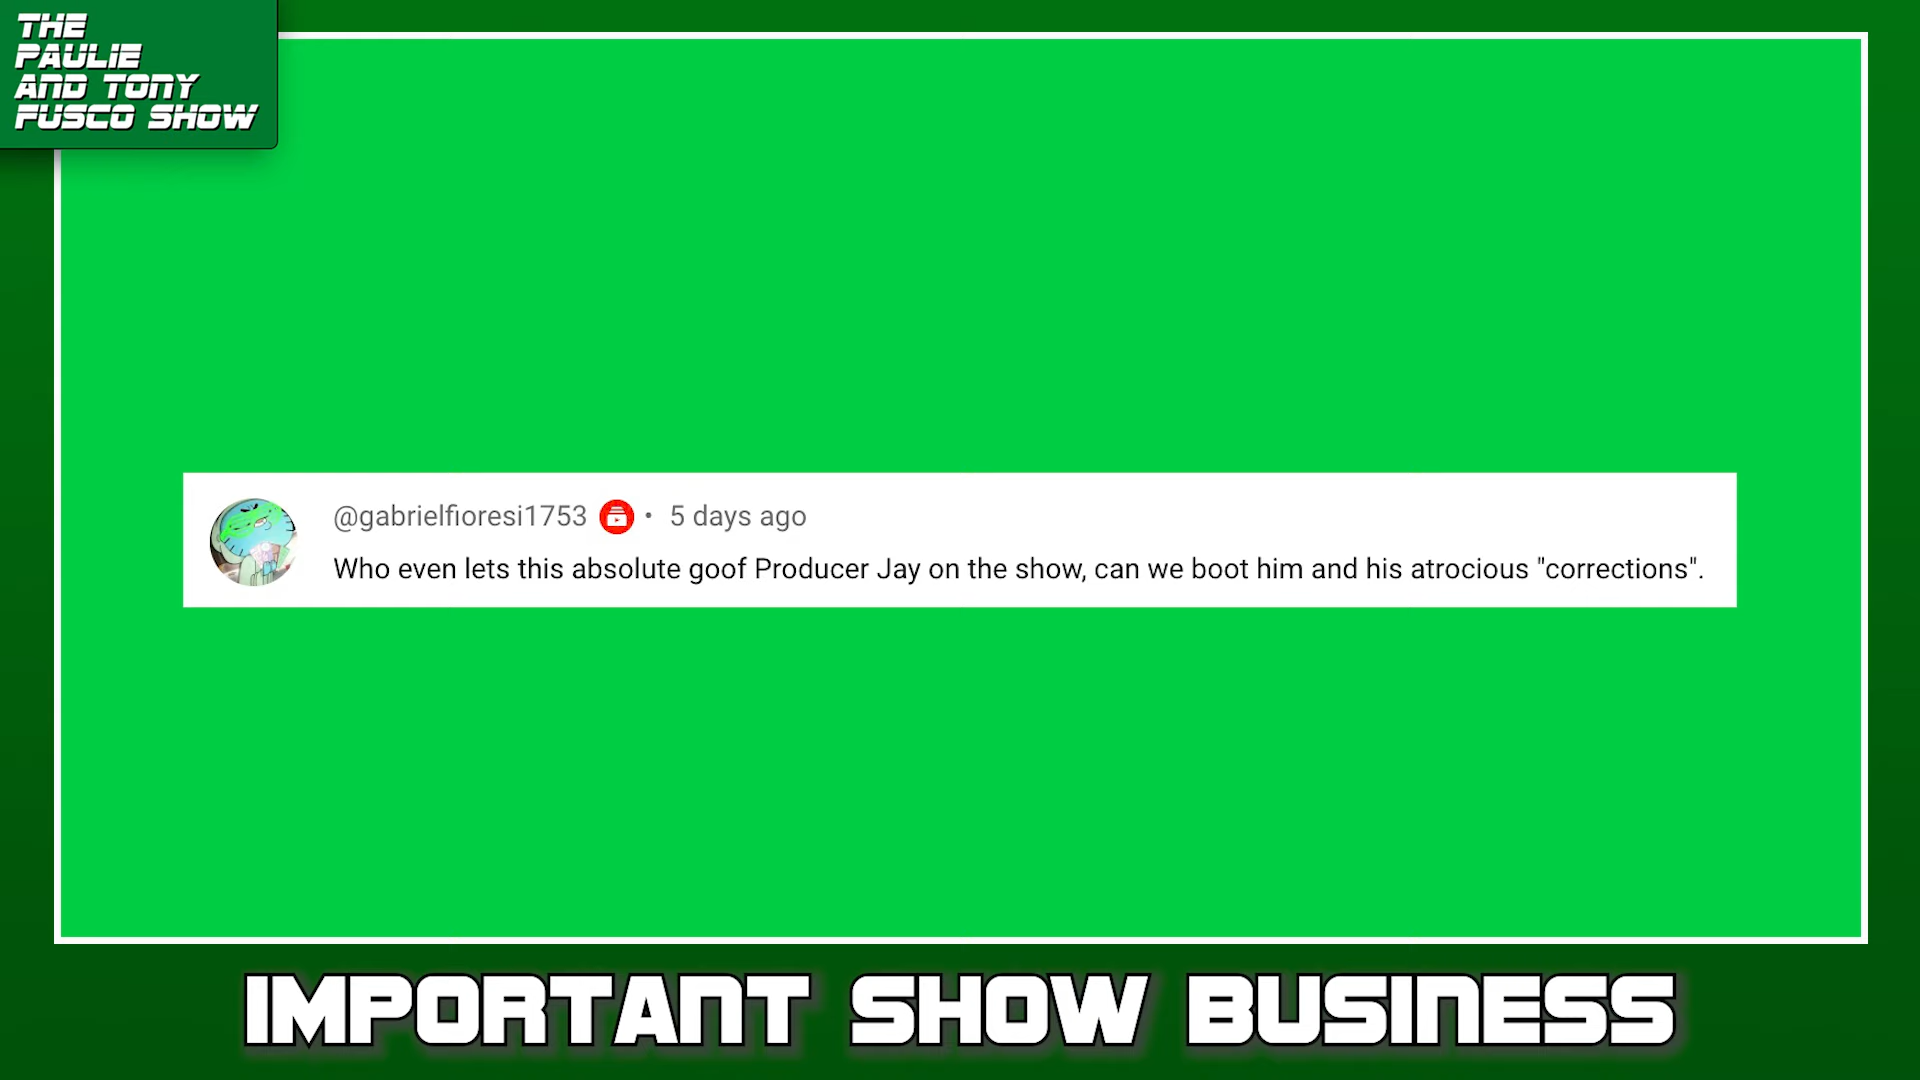 THE
PAULIE
AND TONY
FUSCO SHOW
@gabrielfioresi1753 • 5 days ago
Who even lets this absolute goof Producer Jay on the show, can we boot him and his atrocious "corrections".
IMPORTANT SHOW BUSINESS